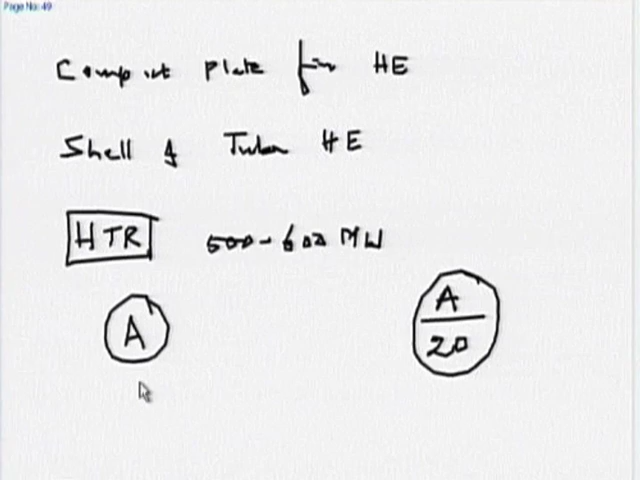 Page No: 49
Compact Plate fin HE
Shell & Tube HE
HTR 500-600 MW
A
A
20